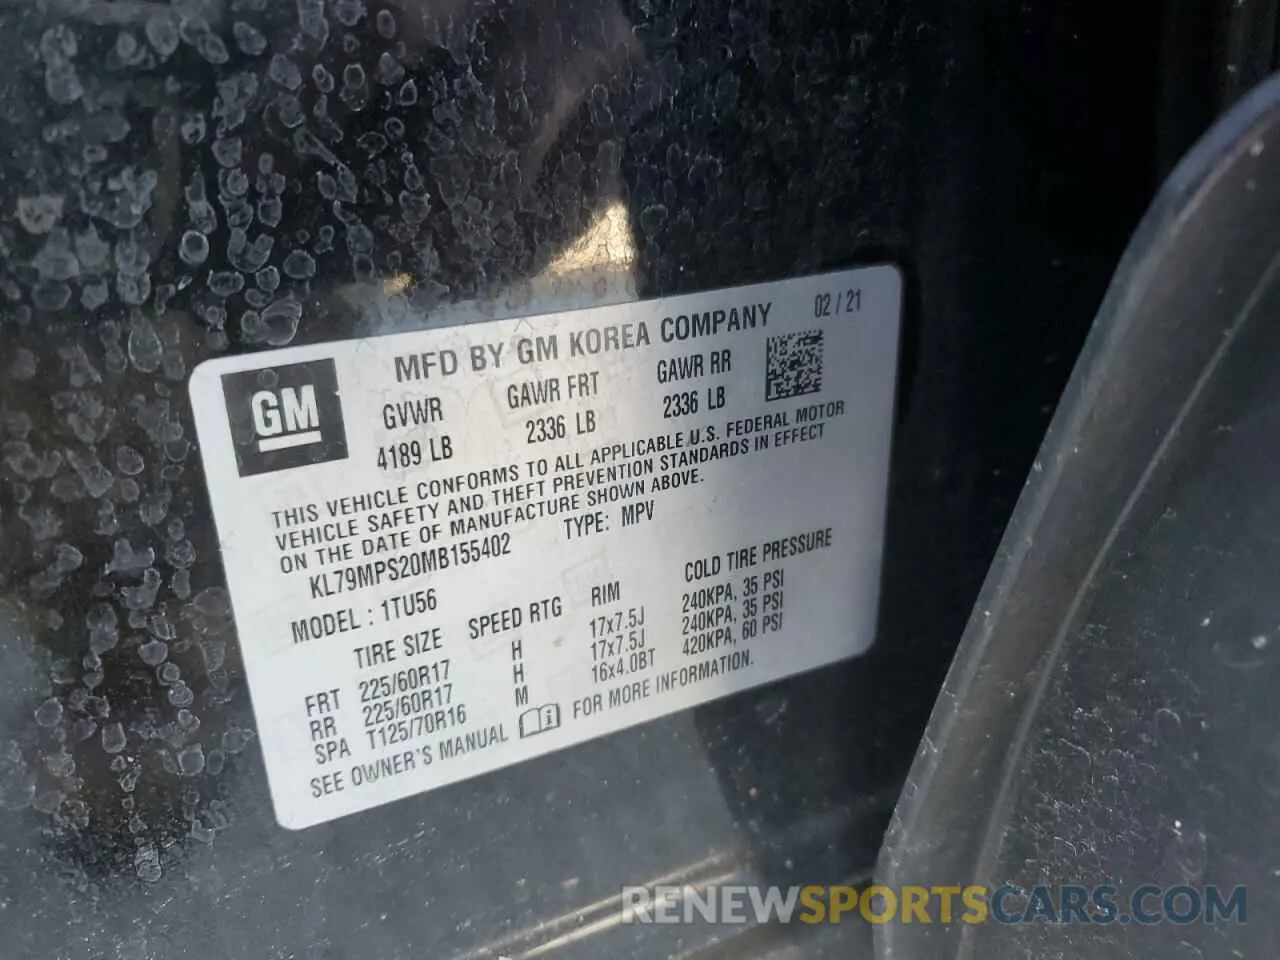 MFD BY GM KOREA COMPANY 02 / 21
GM
GVWR GAWR FRT GAWR RR
4189 LB 2336 LB 2336 LB
THIS VEHICLE CONFORMS TO ALL APPLICABLE U.S. FEDERAL MOTOR
VEHICLE SAFETY AND THEFT PREVENTION STANDARDS IN EFFECT
ON THE DATE OF MANUFACTURE SHOWN ABOVE.
KL79MPS20MB155402 TYPE: MPV
MODEL : 1TU56
TIRE SIZE SPEED RTG RIM COLD TIRE PRESSURE
FRT 225/60R17 H 17x7.5J 240KPA, 35 PSI
RR 225/60R17 H 17x7.5J 240KPA, 35 PSI
SPA T125/70R16 M 16x4.0BT 420KPA, 60 PSI
SEE OWNER'S MANUAL FOR MORE INFORMATION.
RENEWSPORTSCARS.COM